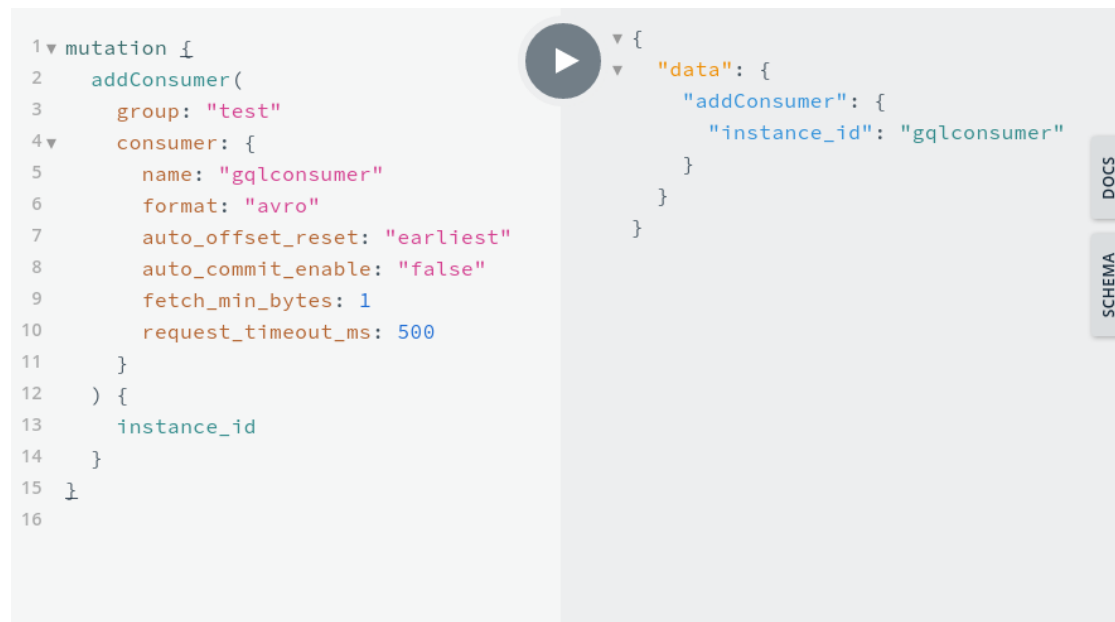 1 mutation {
2 addConsumer(
3 group: "test"
4 consumer: {
5 name: "gqlconsumer"
6 format: "avro"
7 auto_offset_reset: "earliest"
8 auto_commit_enable: "false"
9 fetch_min_bytes: 1
10 request_timeout_ms: 500
11 }
12 ) {
13 instance_id
14 }
15 }
16
{
"data": {
"addConsumer": {
"instance_id": "gqlconsumer"
}
}
}
DOCS
SCHEMA